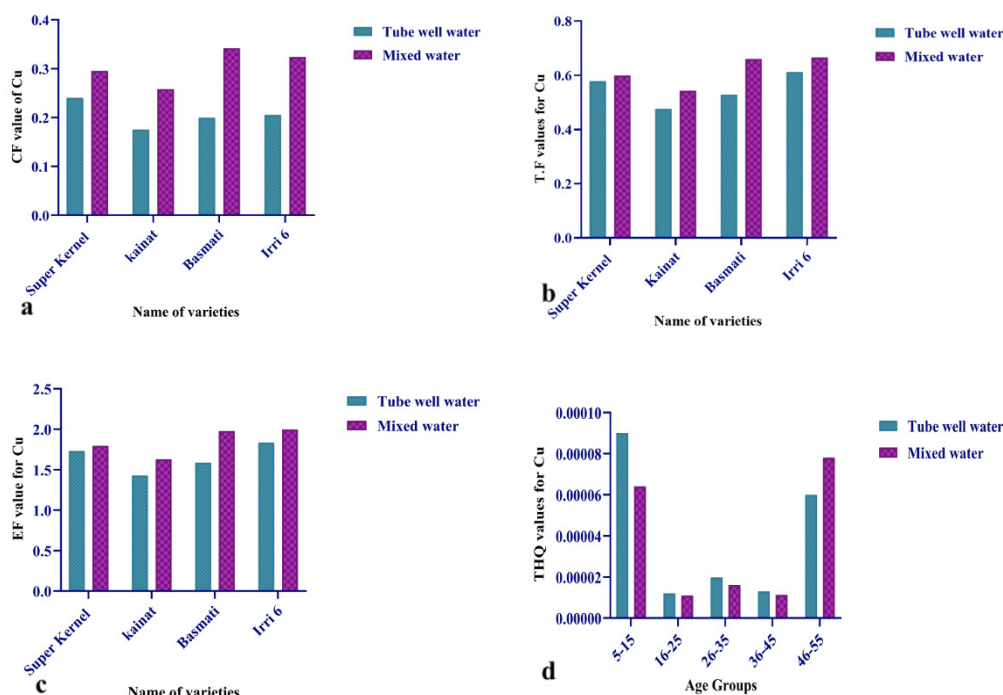 0.4
0.3
0.2
0.1
0.0
CF value of Cu
Tube well water
Mixed water
Super Kernel
kainat
Basmati
Irri 6
a
Name of varieties
0.8
0.6
0.4
0.2
0.0
T.F values for Cu
Tube well water
Mixed water
Super Kernel
Kainat
Basmati
Irri 6
b
Name of varieties
2.5
2.0
1.5
1.0
0.5
0.0
EF value for Cu
Tube well water
Mixed water
Super Kernel
kainat
Basmati
Irri 6
c
Name of varieties
0.00010
0.00008
0.00006
0.00004
0.00002
0.00000
THQ values for Cu
Tube well water
Mixed water
5-15
16-25
26-35
36-45
46-55
d
Age Groups